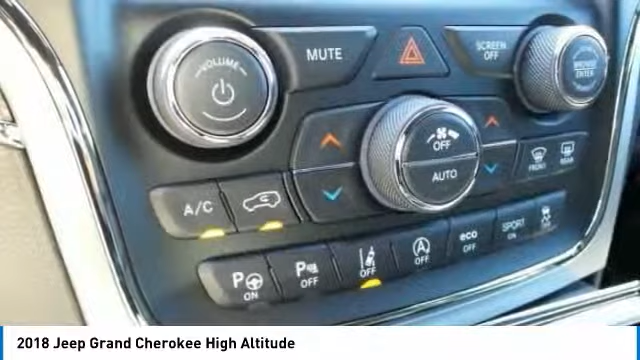 VOLUME
MUTE
SCREEN
OFF
BROWSE
ENTER
OFF
AUTO
FRONT
REAR
A/C
P
ON
P
OFF
OFF
A
OFF
eco
OFF
SPORT
ON
2018 Jeep Grand Cherokee High Altitude